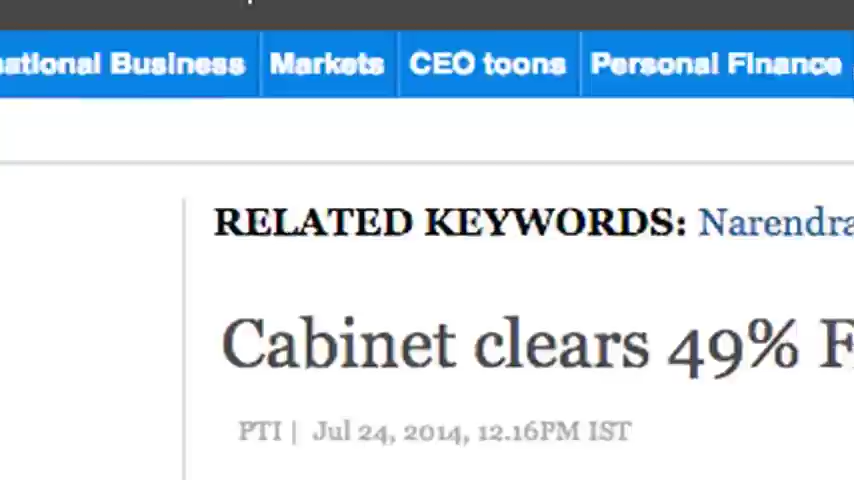 Business Markets CEO toons Personal Finance
RELATED KEYWORDS: Narendra
Cabinet clears 49%
PTI | Jul 24, 2014, 12.16PM IST